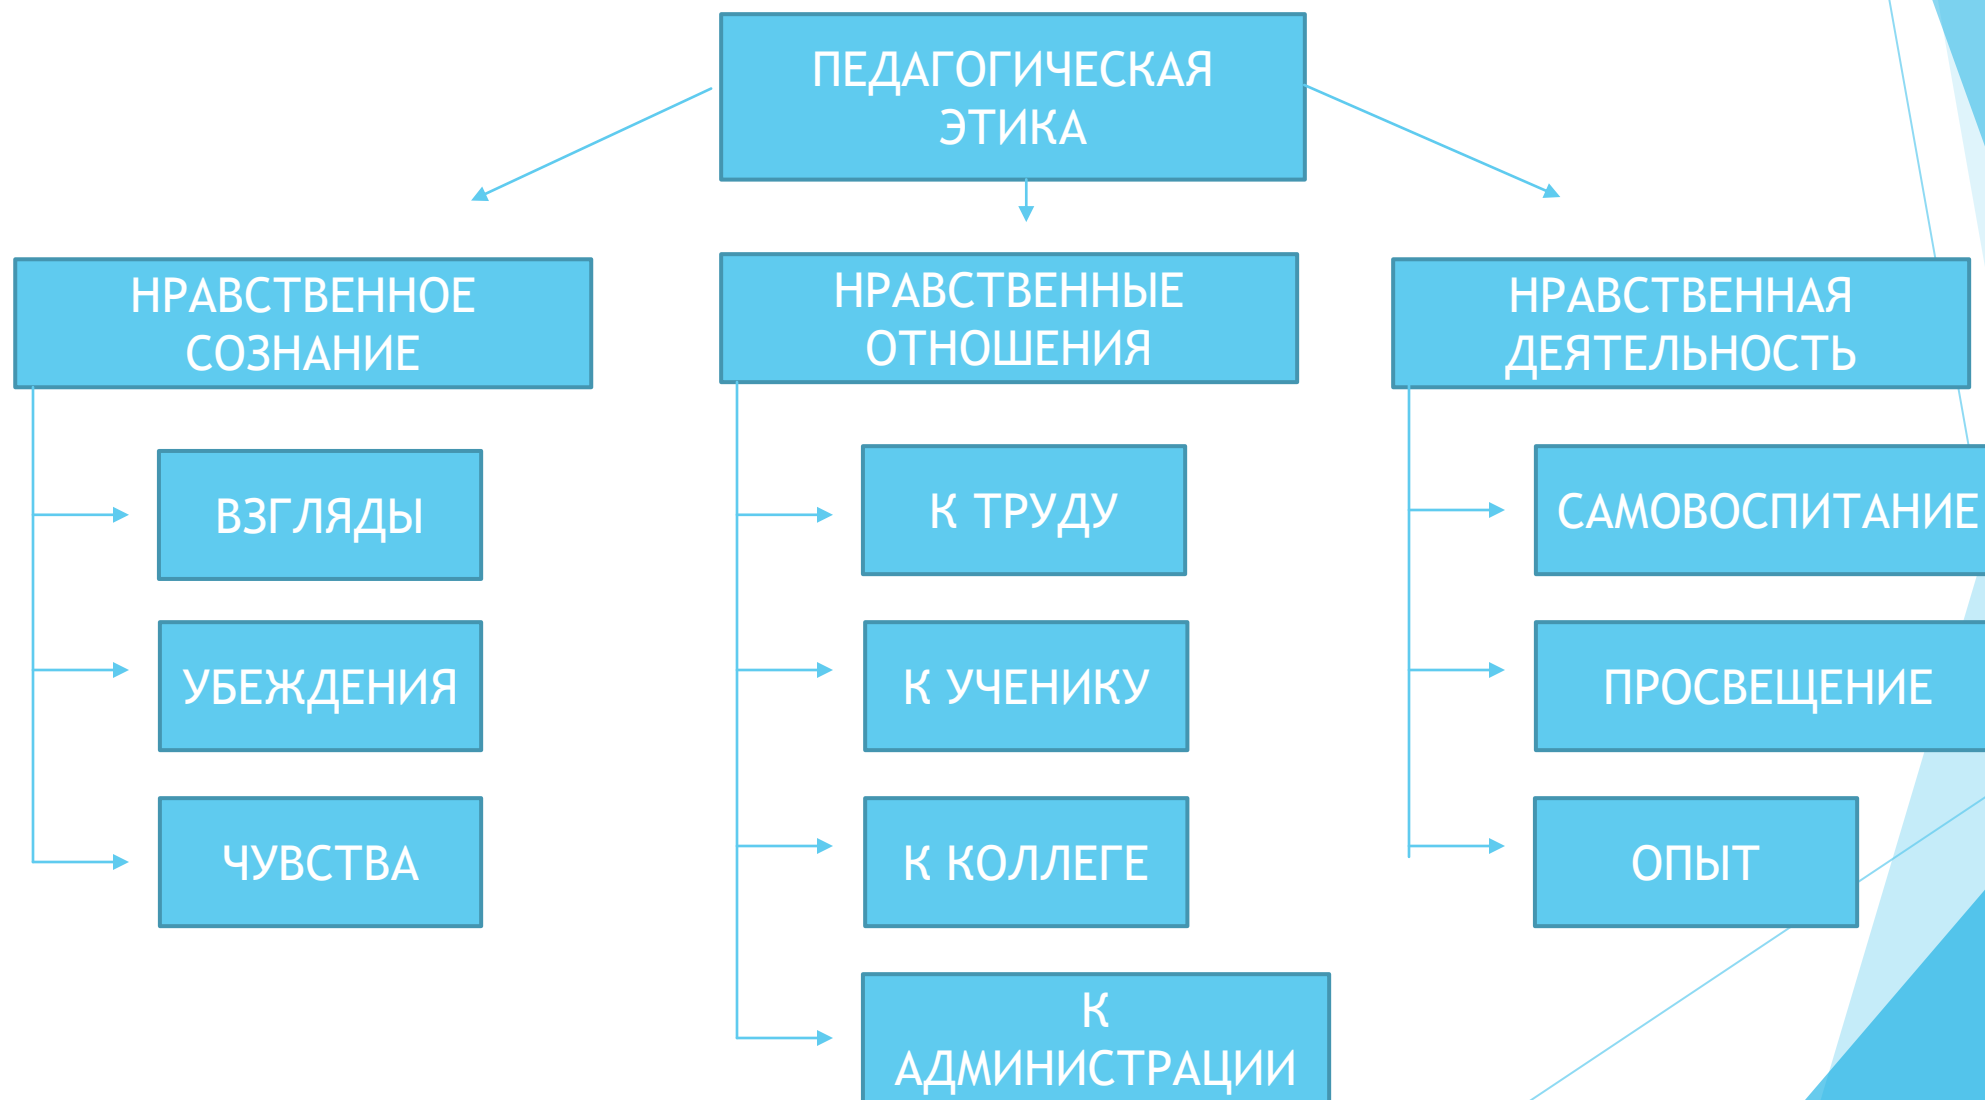 ПЕДАГОГИЧЕСКАЯ
ЭТИКА
НРАВСТВЕННОЕ
СОЗНАНИЕ
ВЗГЛЯДЫ
УБЕЖДЕНИЯ
ЧУВСТВА
НРАВСТВЕННЫЕ
ОТНОШЕНИЯ
К ТРУДУ
К УЧЕНИКУ
К КОЛЛЕГЕ
К
АДМИНИСТРАЦИИ
НРАВСТВЕННАЯ
ДЕЯТЕЛЬНОСТЬ
САМОВОСПИТАНИЕ
ПРОСВЕЩЕНИЕ
ОПЫТ